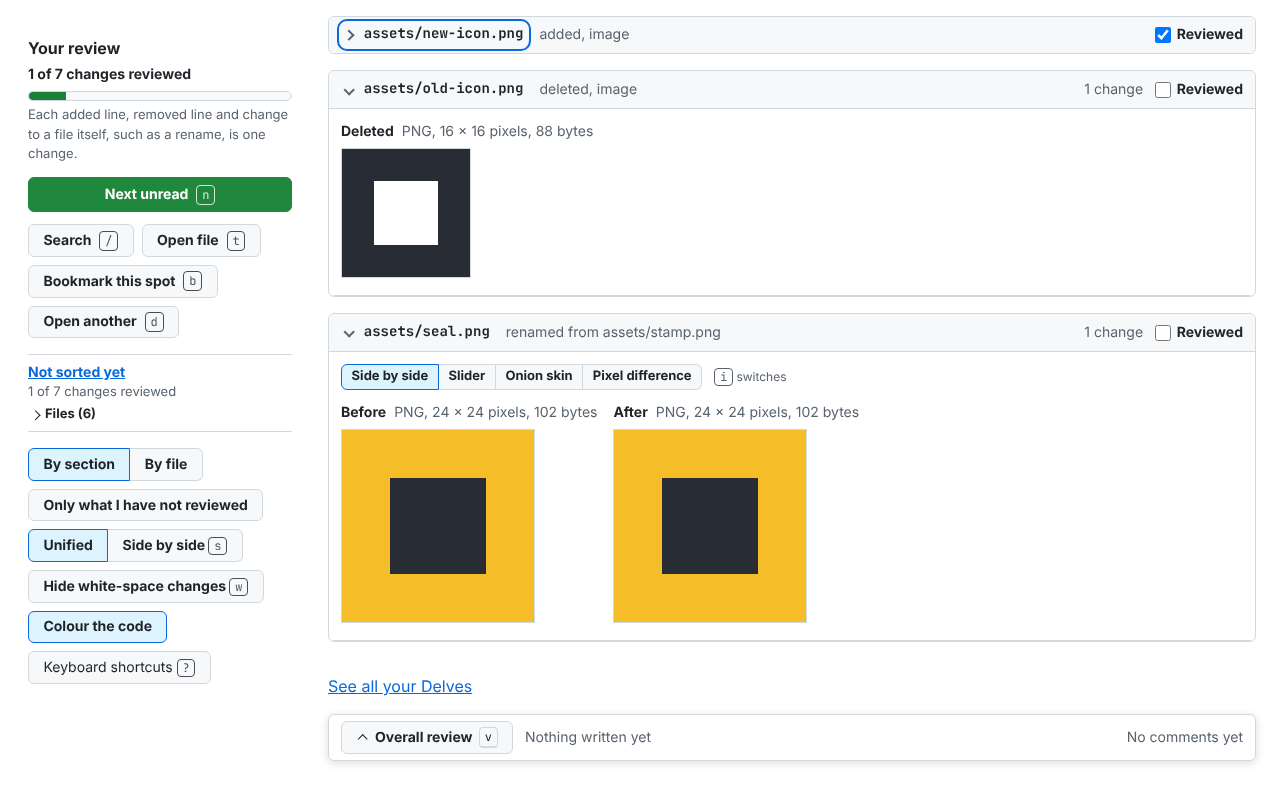 Your review
1 of 7 changes reviewed
Each added line, removed line and change
to a file itself, such as a rename, is one
change.
Next unread n
Search / Open file t
Bookmark this spot b
Open another d
Not sorted yet
1 of 7 changes reviewed
Files (6)
By section By file
Only what I have not reviewed
Unified Side by side s
Hide white-space changes w
Colour the code
Keyboard shortcuts ?
assets/new-icon.png added, image Reviewed
assets/old-icon.png deleted, image 1 change Reviewed
Deleted PNG, 16 × 16 pixels, 88 bytes
assets/seal.png renamed from assets/stamp.png 1 change Reviewed
Side by side Slider Onion skin Pixel difference i switches
Before PNG, 24 × 24 pixels, 102 bytes After PNG, 24 × 24 pixels, 102 bytes
See all your Delves
Overall review v Nothing written yet No comments yet